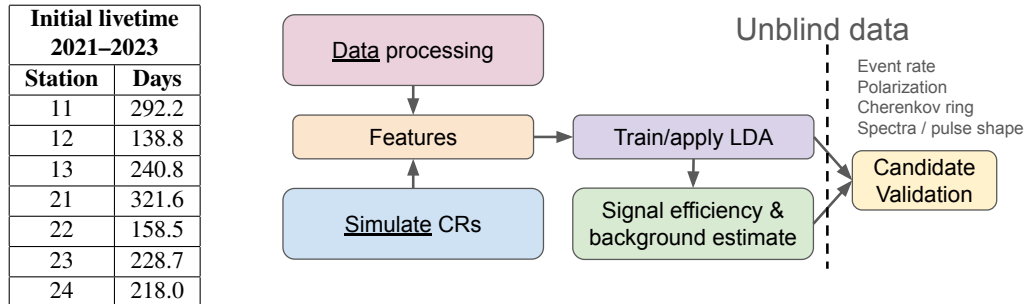 Initial livetime
2021–2023
Station Days
11 292.2
12 138.8
13 240.8
21 321.6
22 158.5
23 228.7
24 218.0
Data processing
Features
Simulate CRs
Train/apply LDA
Signal efficiency &
background estimate
Unblind data
Event rate
Polarization
Cherenkov ring
Spectra / pulse shape
Candidate
Validation